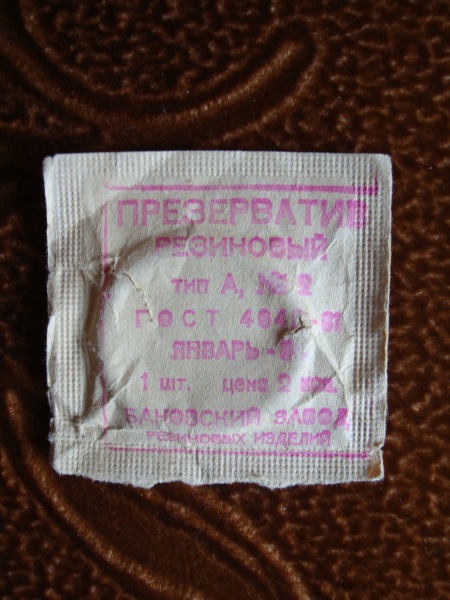 ПРЕЗЕРВАТИВ
РЕЗИНОВЫЙ
ТИП А, № 2
ГОСТ
ЯНВАРЬ
1 шт. цена 2 коп.
БАКОВСКИЙ ЗАВОД
РЕЗИНОВЫХ ИЗДЕЛИЙ